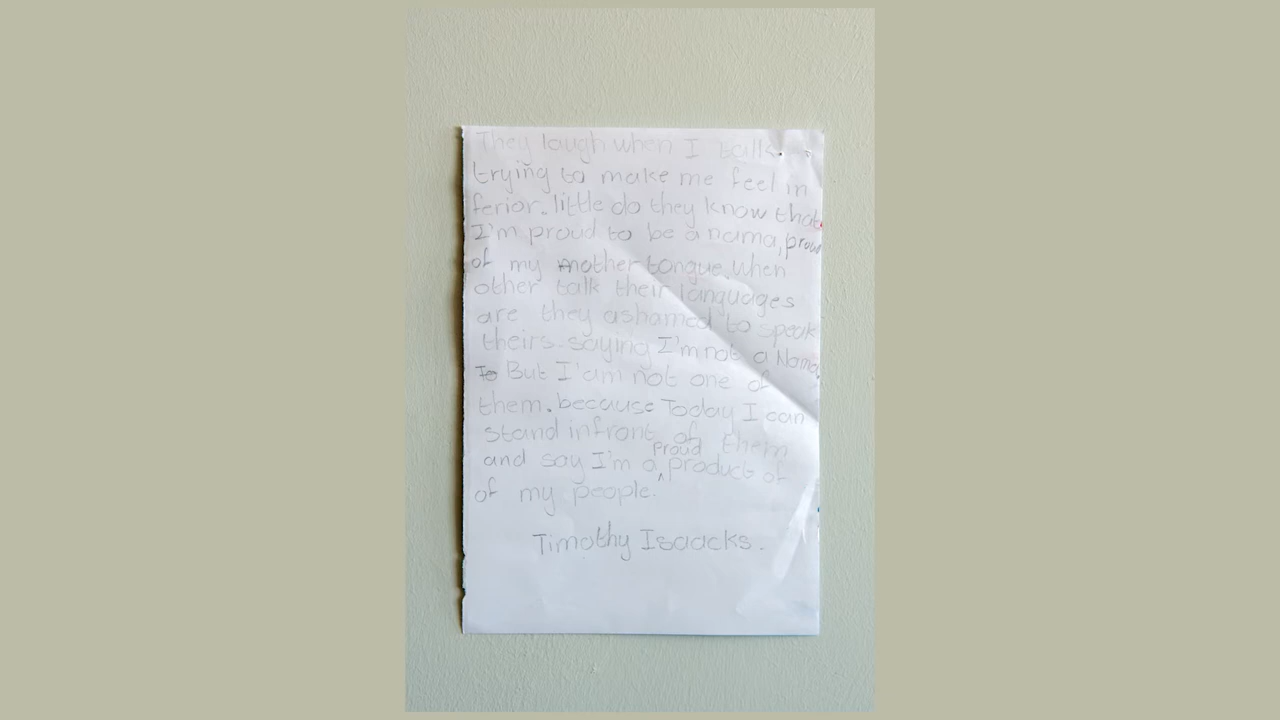 They laugh when I talk.
trying to make me feel in
ferior. little do they know that
I'm proud to be a nama, proud
of my mother tongue. when
other talk their languages
are they ashamed to speak
theirs. saying I'm not a Nama
To But I'am not one of
them. because Today I can
stand infront of them
and say I'm a proud product of
of my people.
Timothy Isaacks.